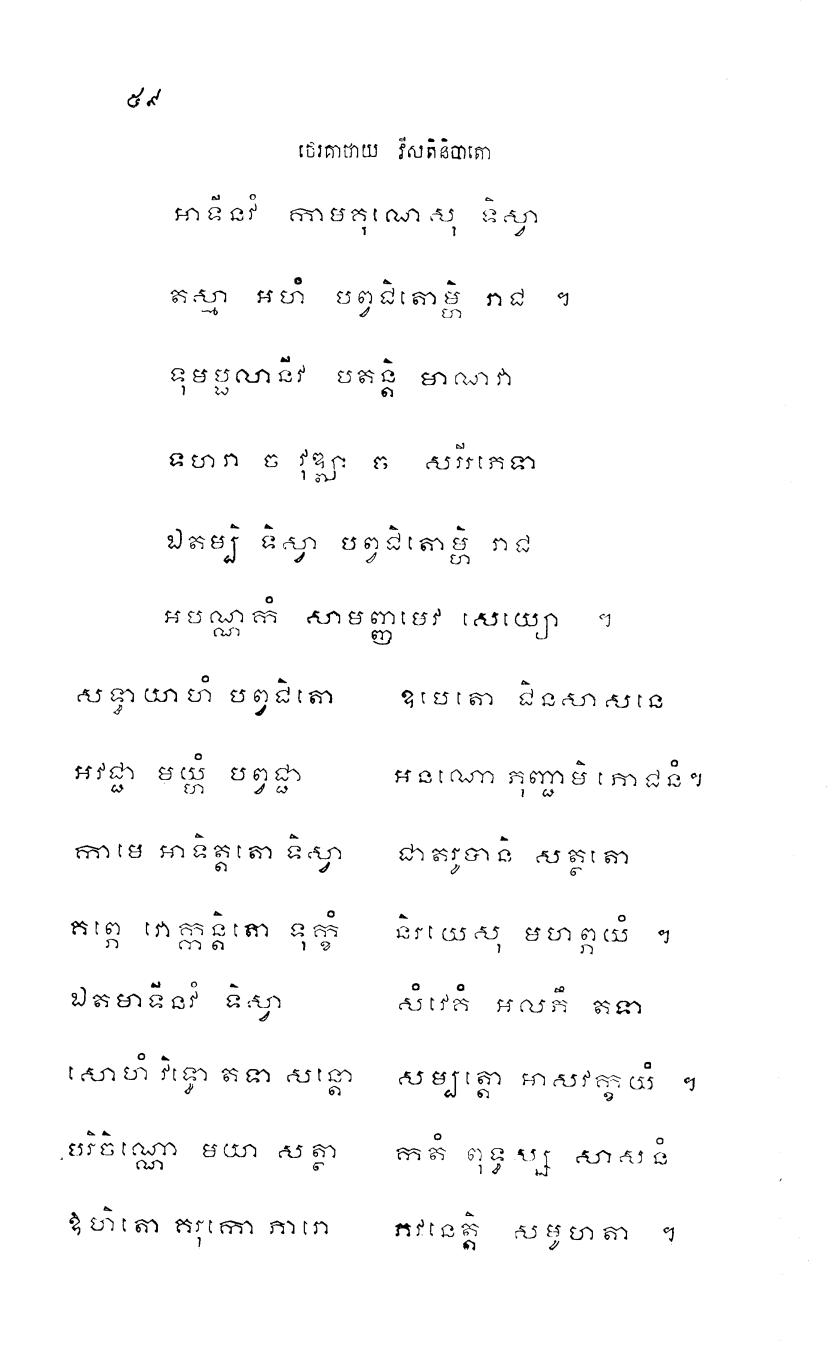 ៥៩
ថេរគាថាយ វីសតិនិបាតោ
អាទីនវំ កាមគុណេសុ ទិស្វា
តស្មា អហំ បព្វជិតោម្ហិ រាជ ។
ទុមប្ផលានីវ បតន្តិ មាណវា
ទហរា ច វុឌ្ឍា ច សរីរភេទា
ឯតម្បិ ទិស្វា បព្វជិតោម្ហិ រាជ
អបណ្ណកំ សាមញ្ញមេវ សេយ្យោ ។
សទ្ធាយាហំ បព្វជិតោ ឧបេតោ ជិនសាសនេ
អវជ្ឈា មយ្ហំ បព្វជ្ជា អនណោ ភុញ្ជាមិ ភោជនំ។
កាមេ អាទិត្តតោ ទិស្វា ជាតរូបានិ សត្ថតោ
គព្ភេ វោក្កន្តិតោ ទុក្ខំ និរយេសុ មហព្ភយំ ។
ឯតមាទីនវំ ទិស្វា សំវេគំ អលភឹ តទា
សោហំ វិទ្ធោ តទា សន្តោ សម្បត្តោ អាសវក្ខយំ ។
បរិចិណ្ណោ មយា សត្ថា កតំ ពុទ្ធស្ស សាសនំ
ឱហិតោ គរុកោ ភារោ ភវនេត្តិ សមូហតា ។